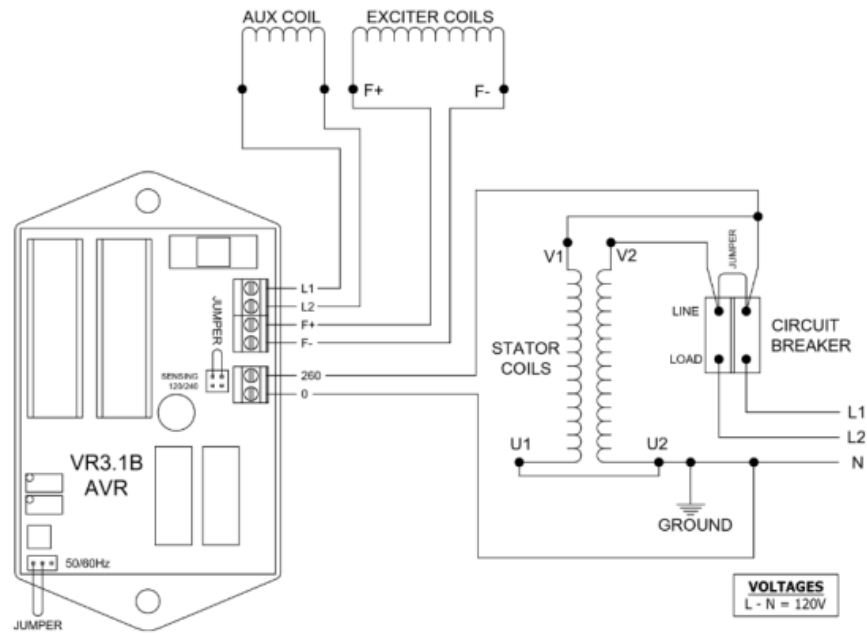 AUX COIL
EXCITER COILS
F+
F-
V1
V2
JUMPER
LINE
LOAD
CIRCUIT
BREAKER
STATOR
COILS
U1
U2
L1
L2
N
GROUND
L1
L2
F+
F-
260
0
JUMPER
SENSING
120/240
VR3.1B
AVR
50/60Hz
JUMPER
VOLTAGES
L - N = 120V